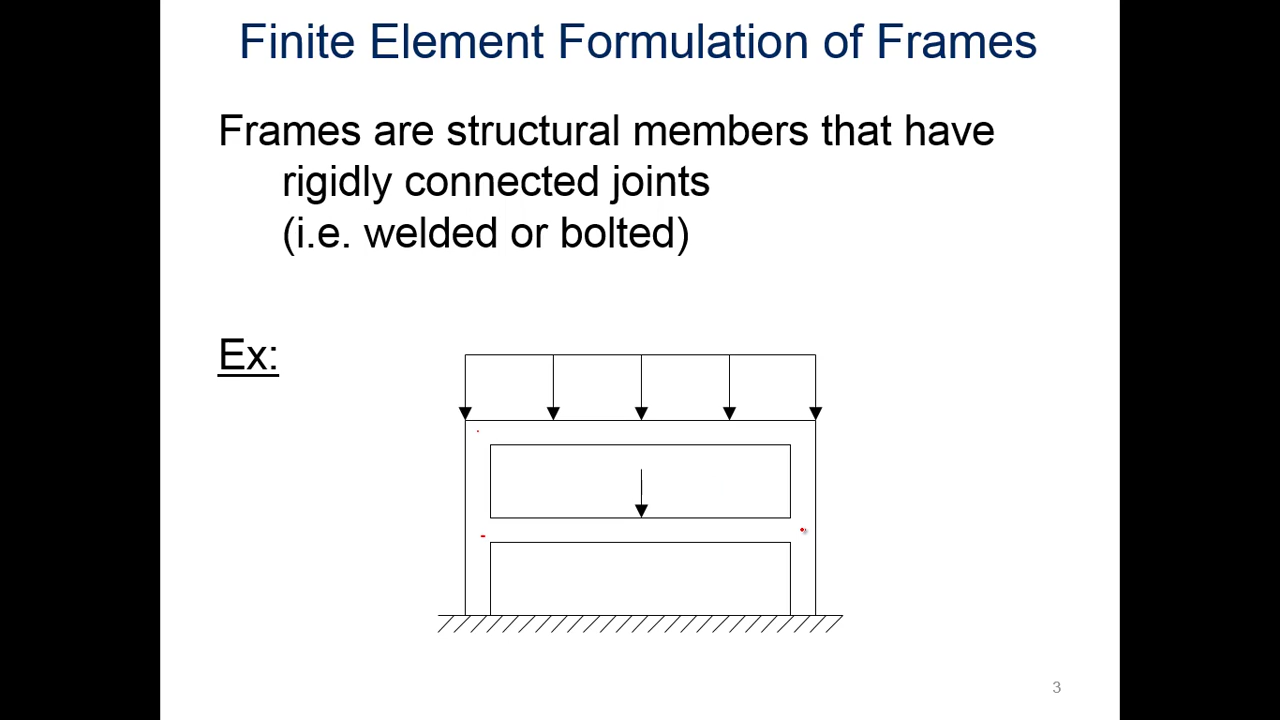 Finite Element Formulation of Frames
Frames are structural members that have
rigidly connected joints
(i.e. welded or bolted)
Ex:
3